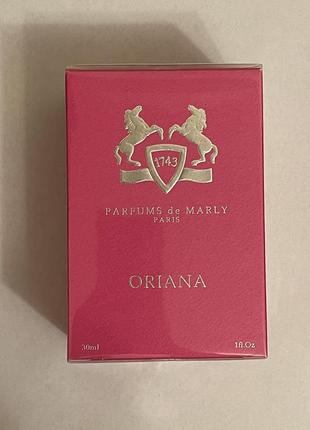 1743
PARFUMS de MARLY
PARIS
ORIANA
30ml 1fl.Oz